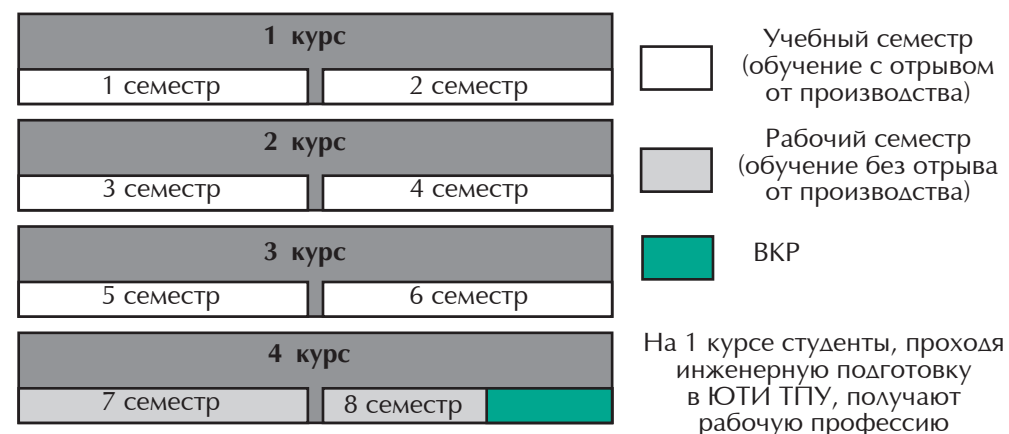 1 курс
1 семестр
2 семестр
2 курс
3 семестр
4 семестр
3 курс
5 семестр
6 семестр
4 курс
7 семестр
8 семестр
Учебный семестр
(обучение с отрывом
от производства)
Рабочий семестр
(обучение без отрыва
от производства)
ВКР
На 1 курсе студенты, проходя
инженерную подготовку
в ЮТИ ТПУ, получают
рабочую профессию